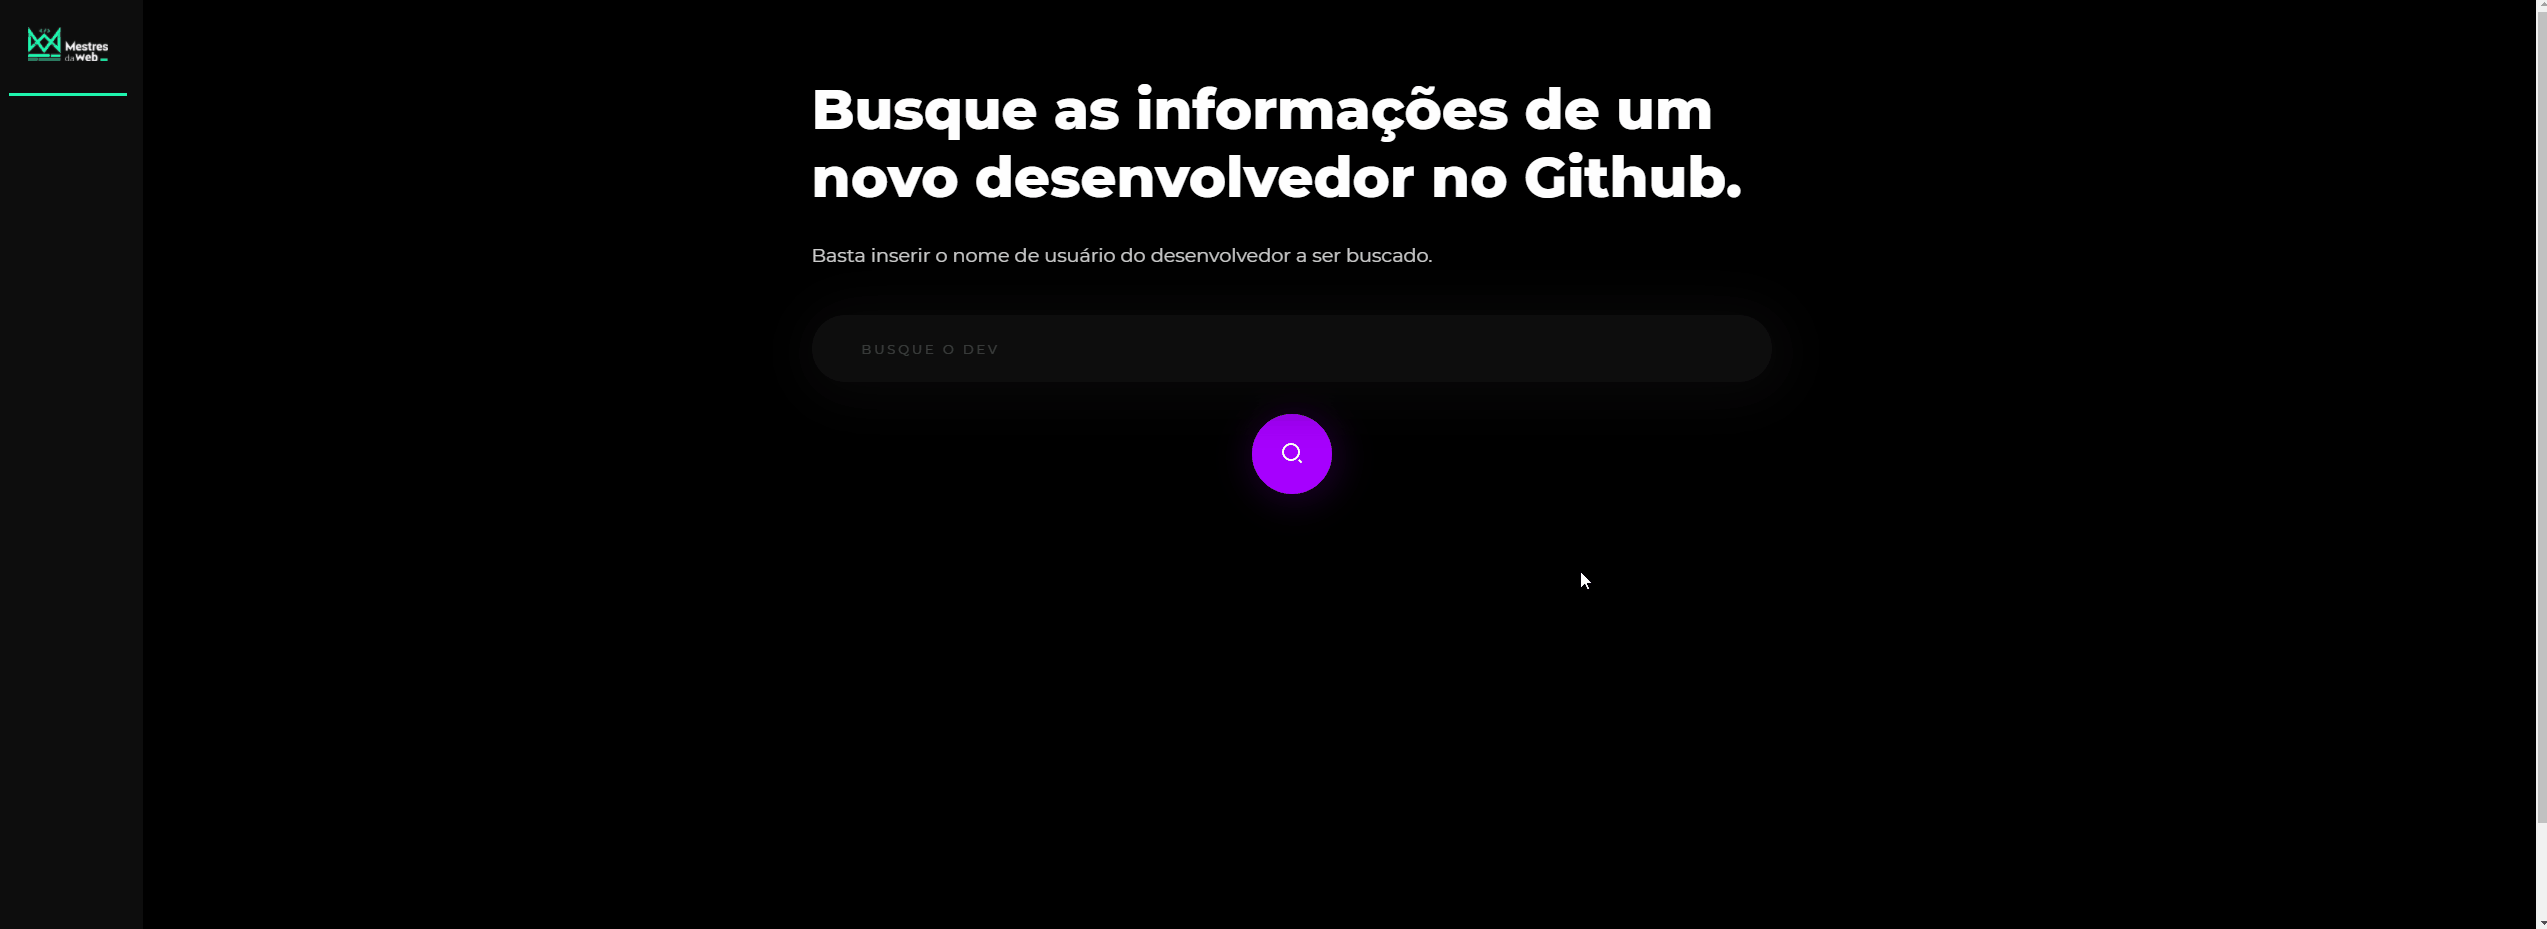 Mestres
da Web
Busque as informações de um
novo desenvolvedor no Github.
Basta inserir o nome de usuário do desenvolvedor a ser buscado.
BUSQUE O DEV